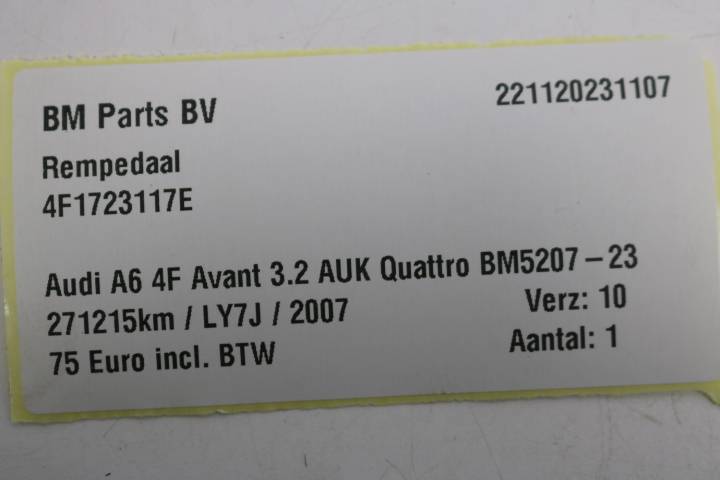 BM Parts BV
221120231107
Rempedaal
4F1723117E
Audi A6 4F Avant 3.2 AUK Quattro BM5207-23
271215km / LY7J / 2007
Verz: 10
75 Euro incl. BTW
Aantal: 1